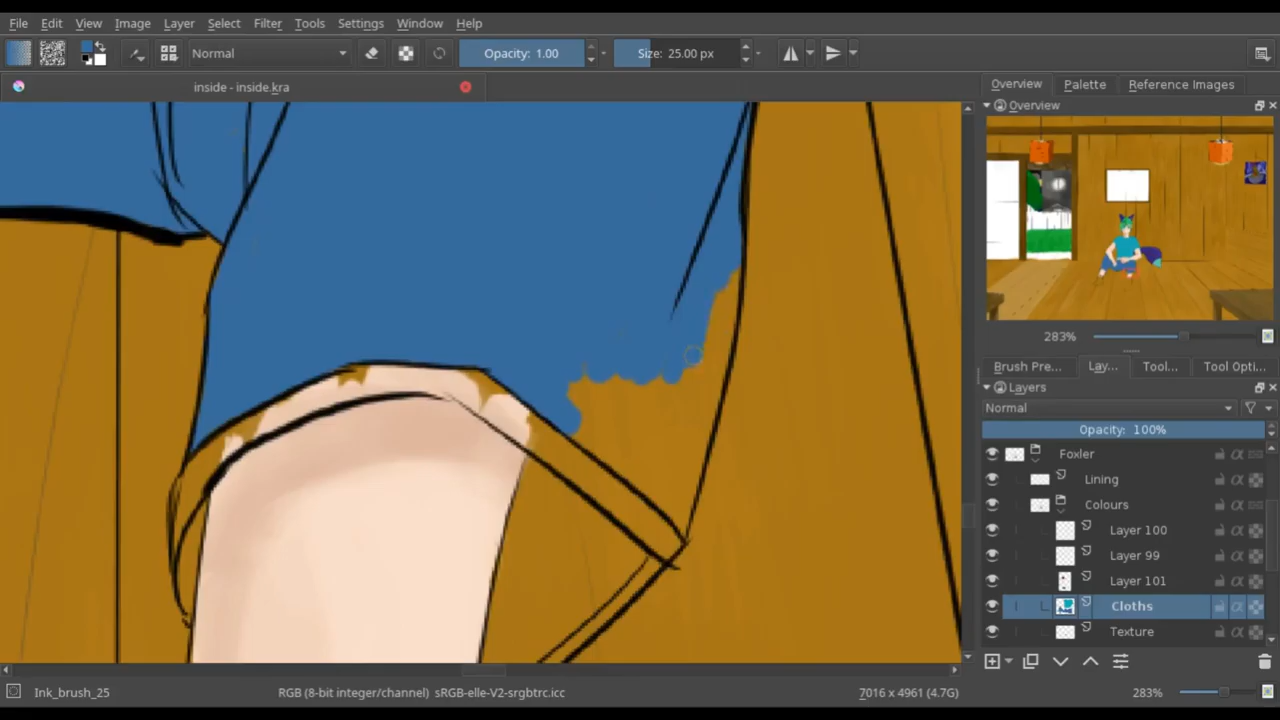 File Edit View Image Layer Select Filter Tools Settings Window Help
Normal Opacity: 1.00 Size: 25.00 px
inside - inside.kra
Overview Palette Reference Images
Overview
283%
Brush Pre... Lay... Tool... Tool Opti...
Layers
Normal
Opacity: 100%
Foxler
Lining
Colours
Layer 100
Layer 99
Layer 101
Cloths
Texture
Ink_brush_25 RGB (8-bit integer/channel) sRGB-elle-V2-srgbtrc.icc 7016 x 4961 (4.7G) 283%